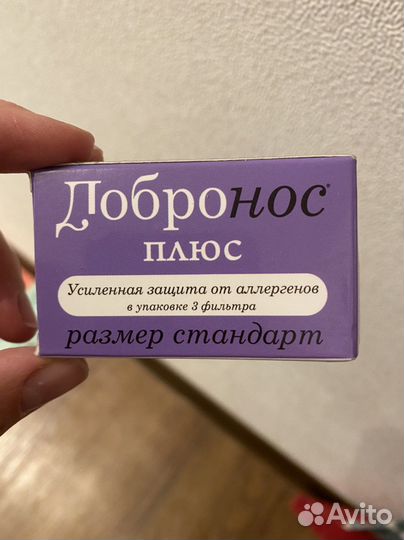 Добронос®
плюс
Усиленная защита от аллергенов
в упаковке 3 фильтра
размер стандарт
Avito